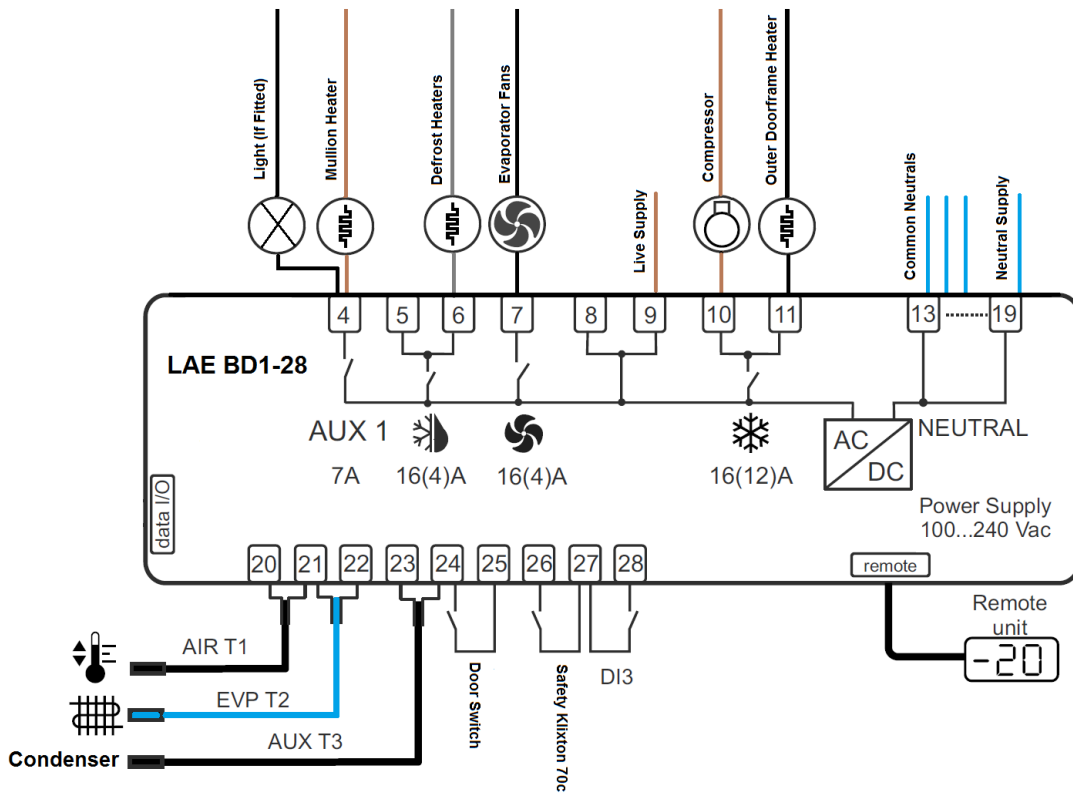 Light (If Fitted)
Mullion Heater
Defrost Heaters
Evaporator Fans
Live Supply
Compressor
Outer Doorframe Heater
Common Neutrals
Neutral Supply
4
5
6
7
8
9
10
11
13
19
LAE BD1-28
AUX 1
7A
16(4)A
16(4)A
16(12)A
AC
DC
NEUTRAL
Power Supply
100...240 Vac
data I/O
20
21
22
23
24
25
26
27
28
remote
Remote
unit
-20
AIR T1
EVP T2
AUX T3
Condenser
Door Switch
Safety Klixton 70c
DI3